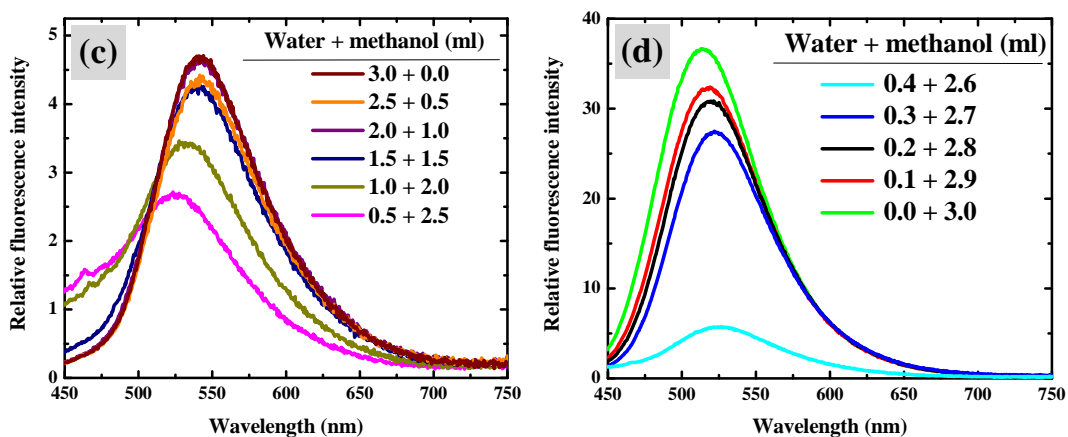 (c)
Water + methanol (ml)
3.0 + 0.0
2.5 + 0.5
2.0 + 1.0
1.5 + 1.5
1.0 + 2.0
0.5 + 2.5
Relative fluorescence intensity
5
4
3
2
1
0
450 500 550 600 650 700 750
Wavelength (nm)
(d)
Water + methanol (ml)
0.4 + 2.6
0.3 + 2.7
0.2 + 2.8
0.1 + 2.9
0.0 + 3.0
Relative fluorescence intensity
40
30
20
10
0
450 500 550 600 650 700 750
Wavelength (nm)